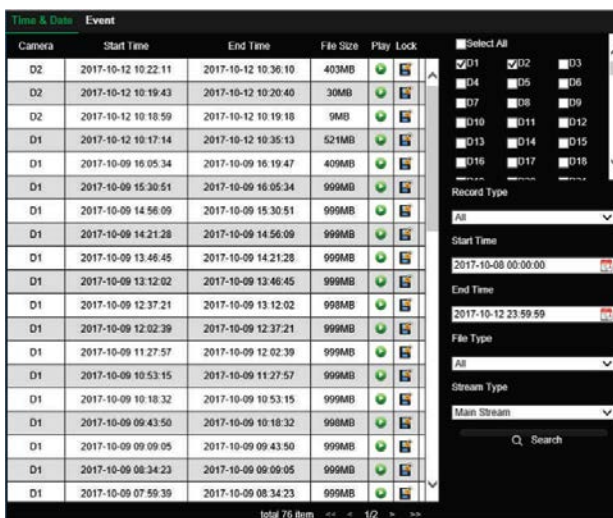 Time & Date Event
Camera Start Time End Time File Size Play Lock
D2 2017-10-12 10:22:11 2017-10-12 10:36:10 403MB
D2 2017-10-12 10:19:43 2017-10-12 10:20:40 30MB
D2 2017-10-12 10:18:59 2017-10-12 10:19:18 9MB
D1 2017-10-12 10:17:14 2017-10-12 10:35:13 521MB
D1 2017-10-09 16:05:34 2017-10-09 16:19:47 409MB
D1 2017-10-09 15:30:51 2017-10-09 16:05:34 999MB
D1 2017-10-09 14:56:09 2017-10-09 15:30:51 999MB
D1 2017-10-09 14:21:28 2017-10-09 14:56:09 999MB
D1 2017-10-09 13:46:45 2017-10-09 14:21:28 999MB
D1 2017-10-09 13:12:02 2017-10-09 13:46:45 999MB
D1 2017-10-09 12:37:21 2017-10-09 13:12:02 998MB
D1 2017-10-09 12:02:39 2017-10-09 12:37:21 999MB
D1 2017-10-09 11:27:57 2017-10-09 12:02:39 999MB
D1 2017-10-09 10:53:15 2017-10-09 11:27:57 999MB
D1 2017-10-09 10:18:32 2017-10-09 10:53:15 999MB
D1 2017-10-09 09:43:50 2017-10-09 10:18:32 998MB
D1 2017-10-09 09:09:05 2017-10-09 09:43:50 999MB
D1 2017-10-09 08:34:23 2017-10-09 09:09:05 999MB
D1 2017-10-09 07:59:39 2017-10-09 08:34:23 999MB
total 76 item << < 1/2 > >>
Select All
D1 D2 D3
D4 D5 D6
D7 D8 D9
D10 D11 D12
D13 D14 D15
D16 D17 D18
Record Type
All
Start Time
2017-10-08 00:00:00
End Time
2017-10-12 23:59:59
File Type
All
Stream Type
Main Stream
Search